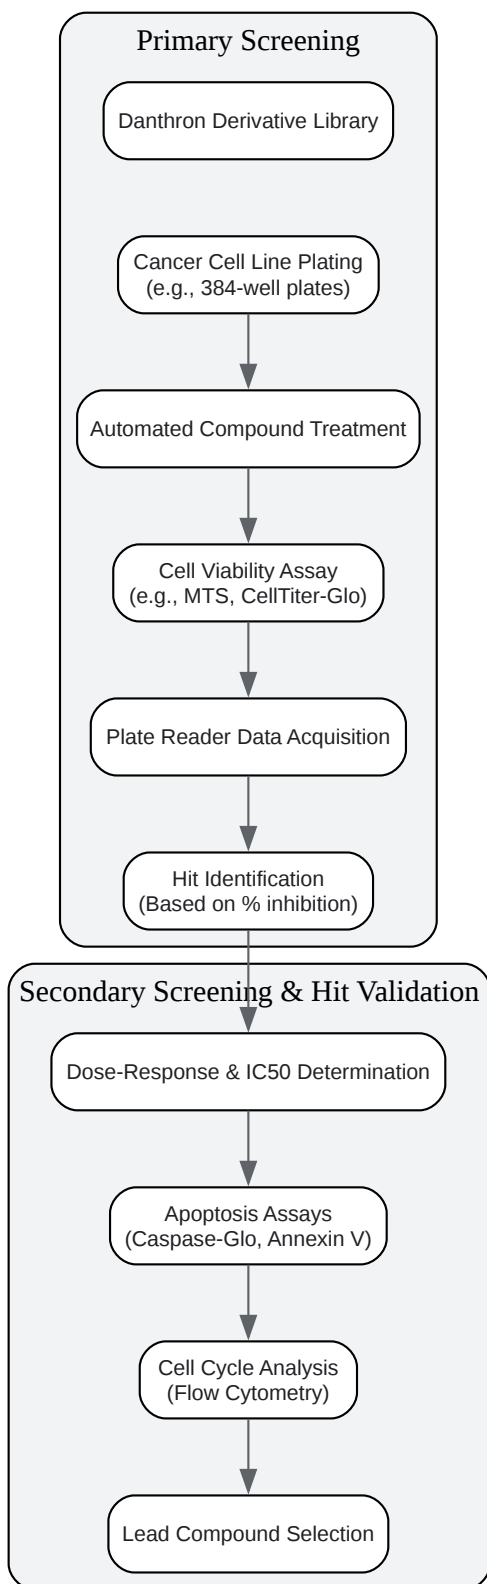 Primary Screening
Danthron Derivative Library
Cancer Cell Line Plating
(e.g., 384-well plates)
Automated Compound Treatment
Cell Viability Assay
(e.g., MTS, CellTiter-Glo)
Plate Reader Data Acquisition
Hit Identification
(Based on % inhibition)
Secondary Screening & Hit Validation
Dose-Response & IC50 Determination
Apoptosis Assays
(Caspase-Glo, Annexin V)
Cell Cycle Analysis
(Flow Cytometry)
Lead Compound Selection